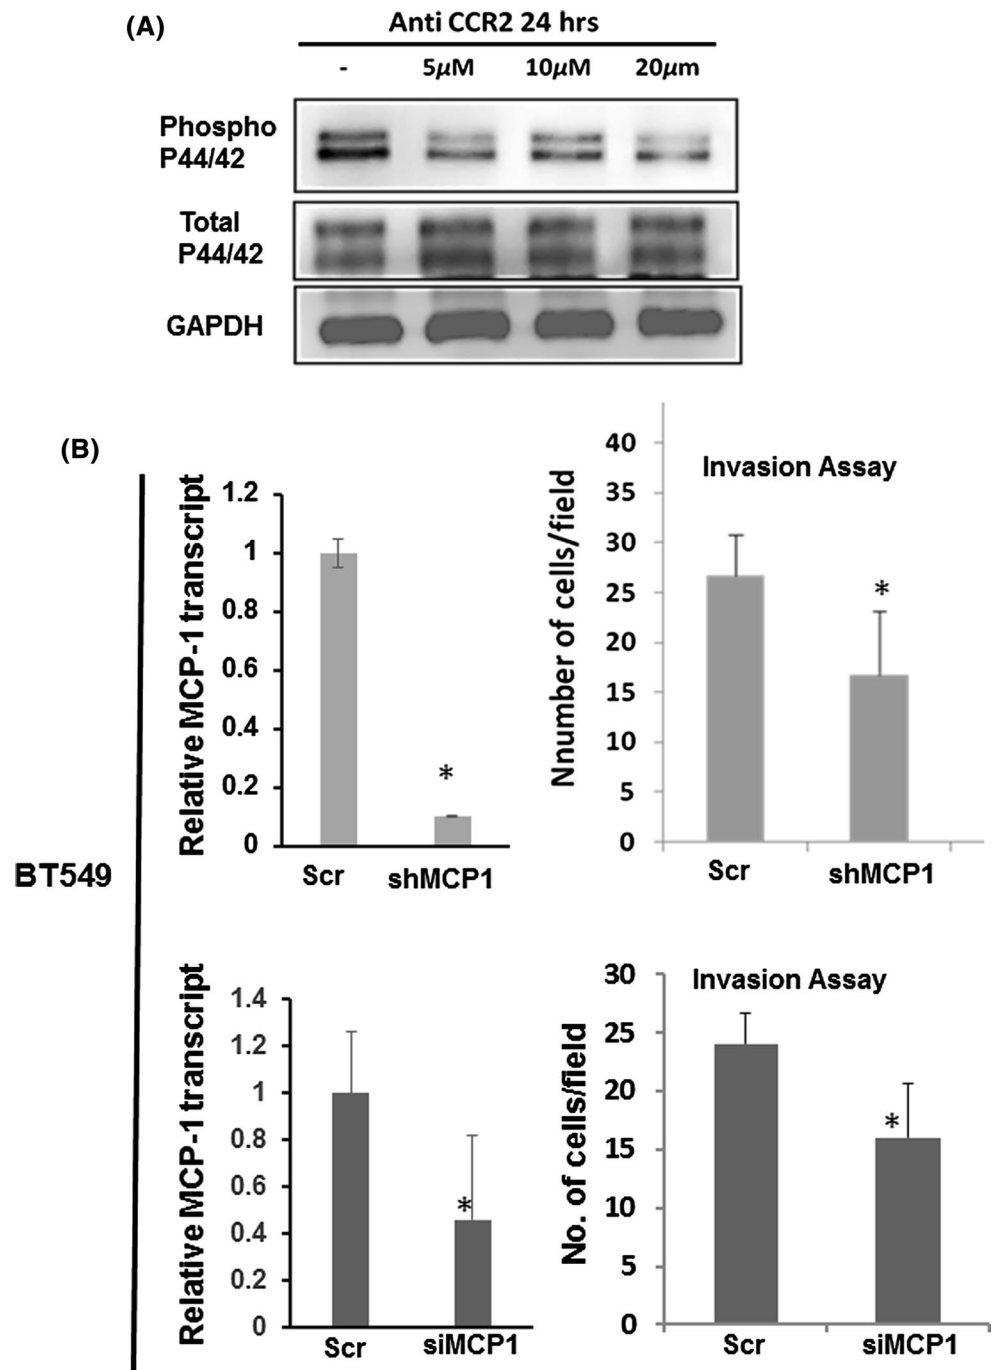 (A)
Anti CCR2 24 hrs
- 5µM 10µM 20µm
Phospho
P44/42
Total
P44/42
GAPDH
(B)
BT549
Relative MCP-1 transcript
1.2
1
0.8
0.6
0.4
0.2
0
*
Scr shMCP1
Nnumber of cells/field
Invasion Assay
40
35
30
25
20
15
10
5
0
*
Scr shMCP1
Relative MCP-1 transcript
1.4
1.2
1
0.8
0.6
0.4
0.2
0
*
Scr siMCP1
No. of cells/field
Invasion Assay
30
25
20
15
10
5
0
*
Scr siMCP1